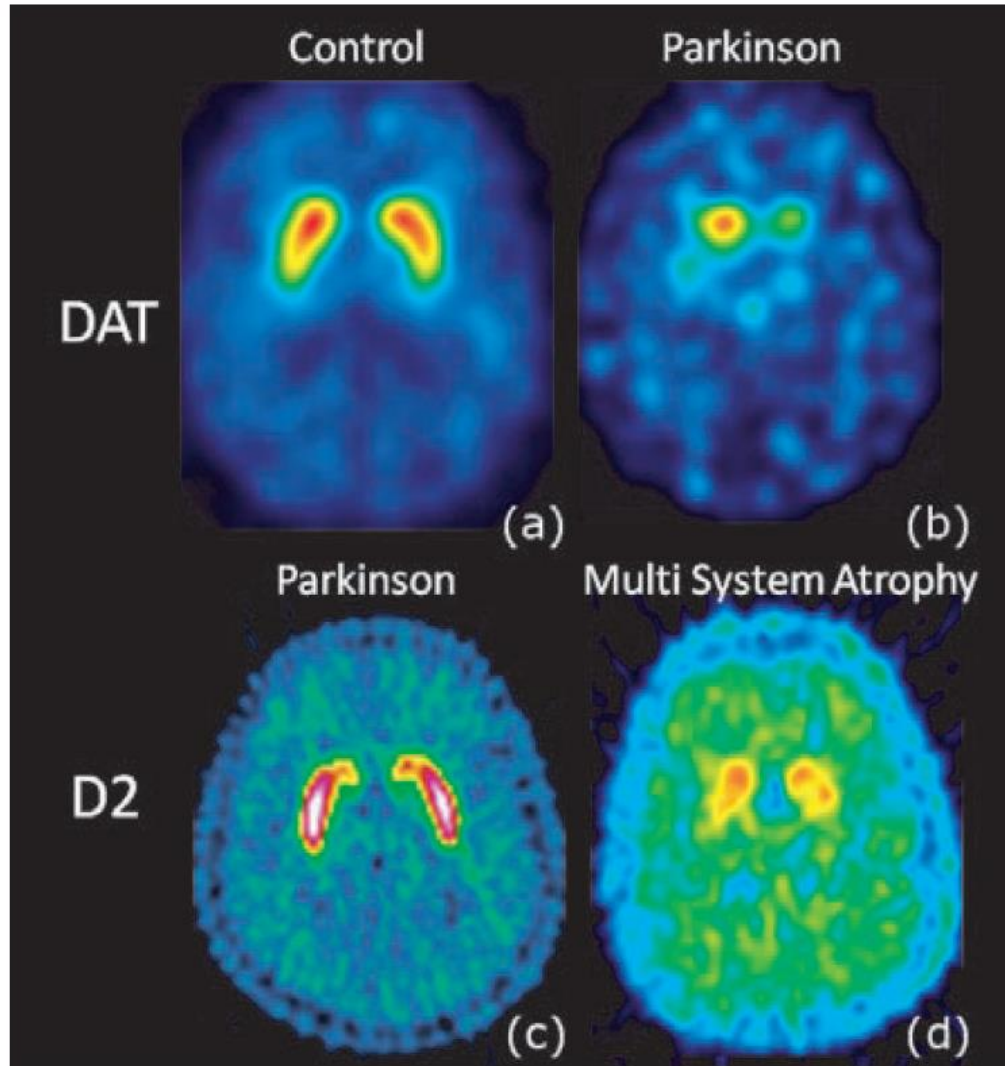 Control
Parkinson
DAT
(a)
(b)
Parkinson
Multi System Atrophy
D2
(c)
(d)